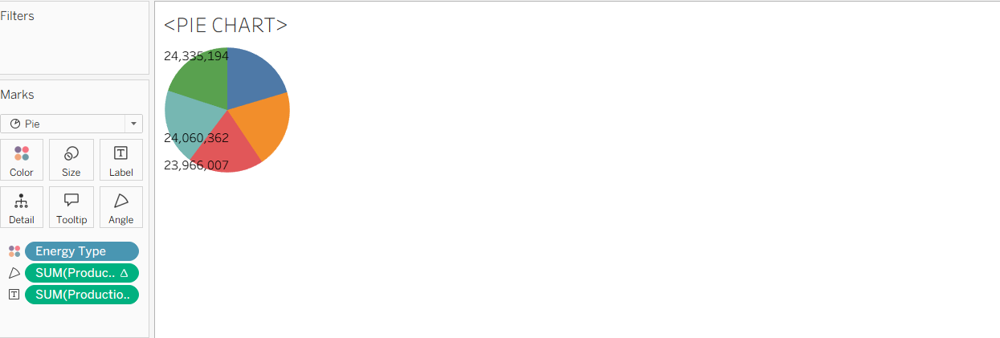 Filters
Marks
Pie
Color Size Label
Detail Tooltip Angle
Energy Type
SUM(Produc.. Δ
SUM(Productio..
<PIE CHART>
24,335,194
24,060,362
23,966,007